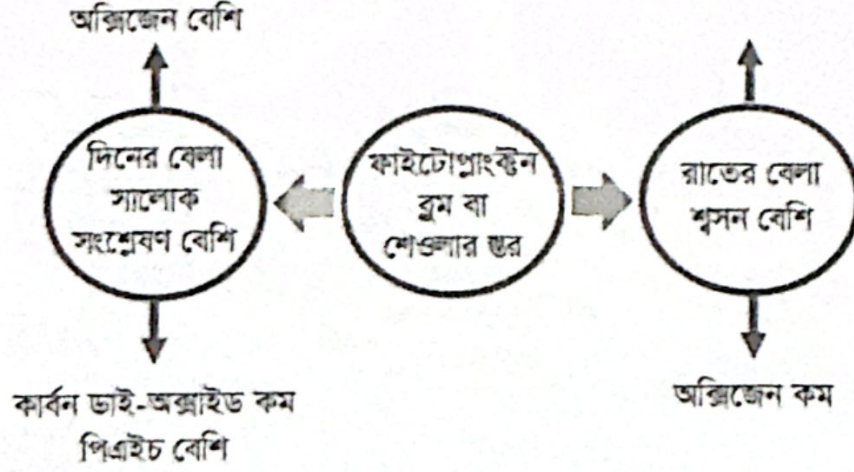 অক্সিজেন বেশি
দিনের বেলা
সালোক
সংশ্লেষণ বেশি
কার্বন ডাই-অক্সাইড কম
পিএইচ বেশি
ফাইটোপ্লাংক্টন
ব্লুম বা
শেওলার স্তর
রাতের বেলা
শ্বসন বেশি
অক্সিজেন কম